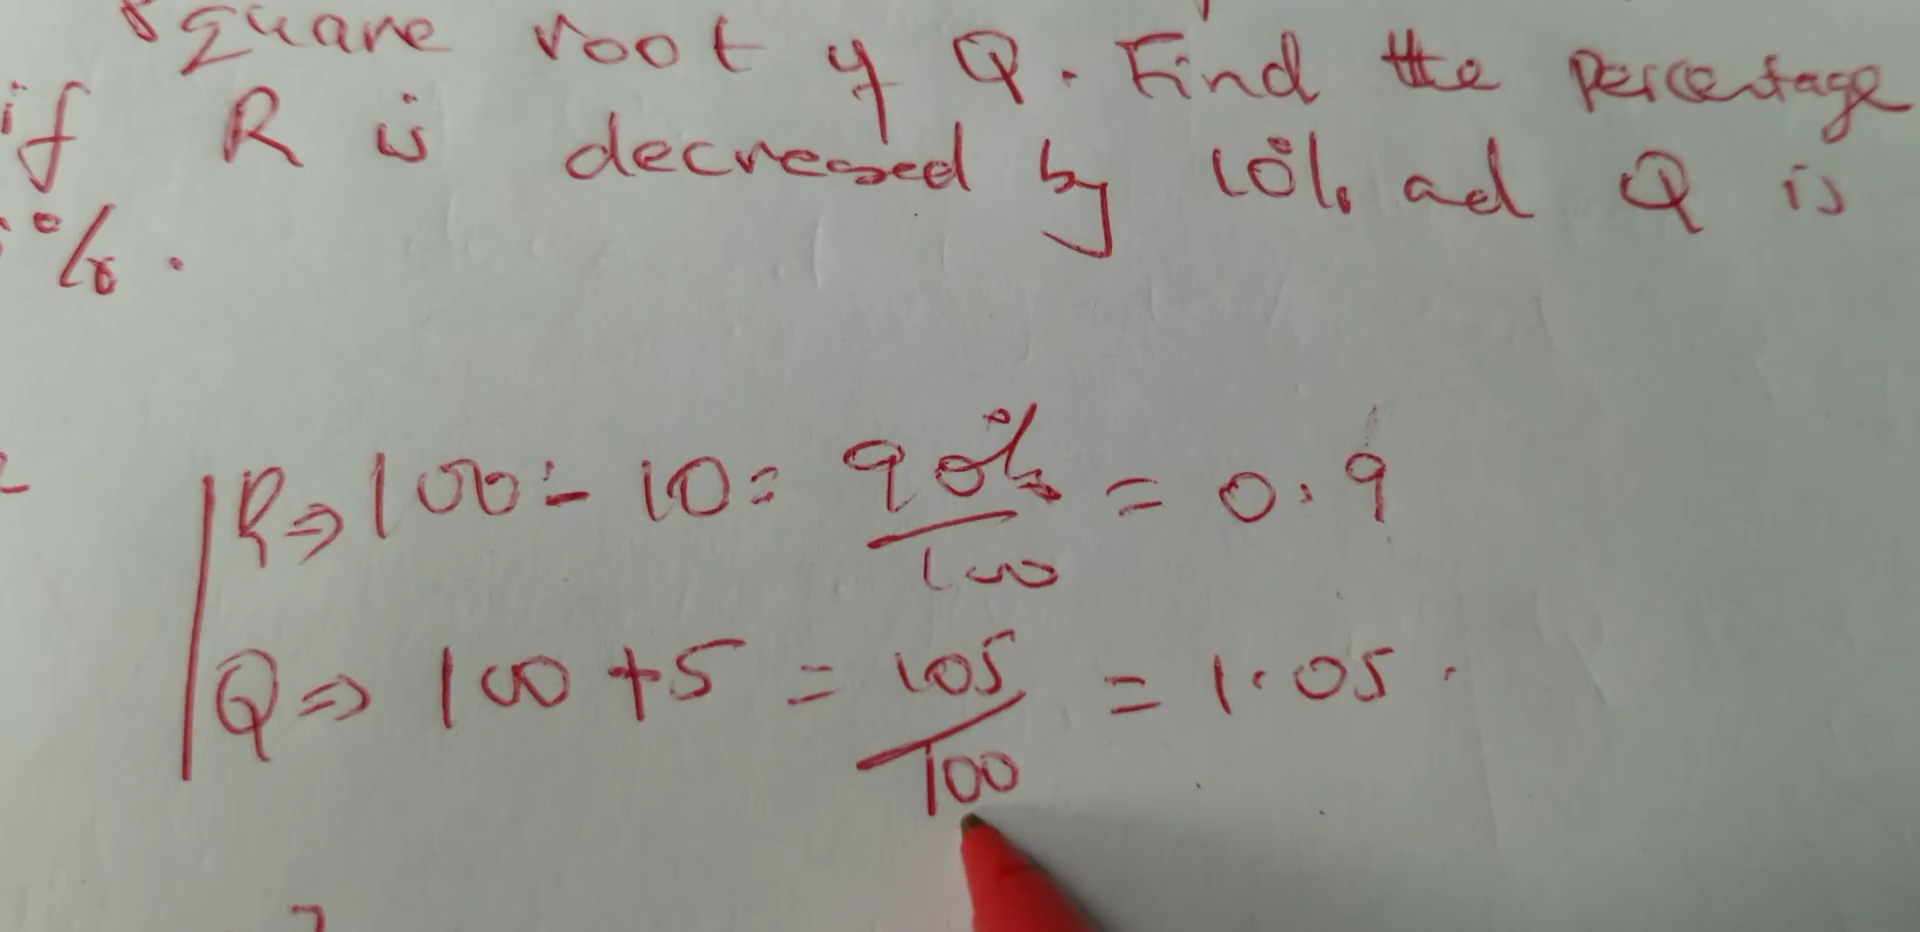 square root of Q. Find the percentage
if R is decreased by 10% ad Q is
%.
R ⇒ 100 - 10 = 90% / 100 = 0.9
Q ⇒ 100 + 5 = 105 / 100 = 1.05.